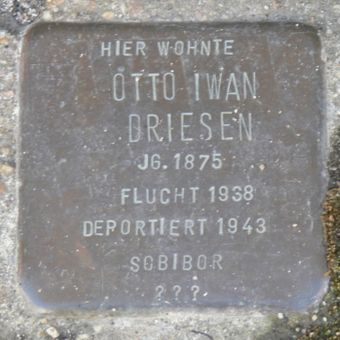 HIER WOHNTE
OTTO IWAN
DRIESEN
JG. 1875
FLUCHT 1938
DEPORTIERT 1943
SOBIBOR
???